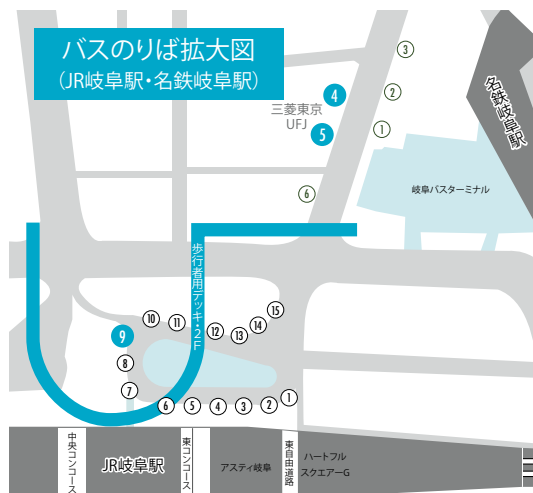 バスのりば拡大図
(JR岐阜駅・名鉄岐阜駅)
③
④
②
三菱東京
UFJ
⑤
①
⑥
名鉄岐阜駅
岐阜バスターミナル
歩行者用デッキ・2F
⑩
⑪
⑫
⑬
⑭
⑮
⑨
⑧
⑦
⑥
⑤
④
③
②
①
中央コンコース
JR岐阜駅
東コンコース
アスティ岐阜
東自由道路
ハートフル
スクエアーG